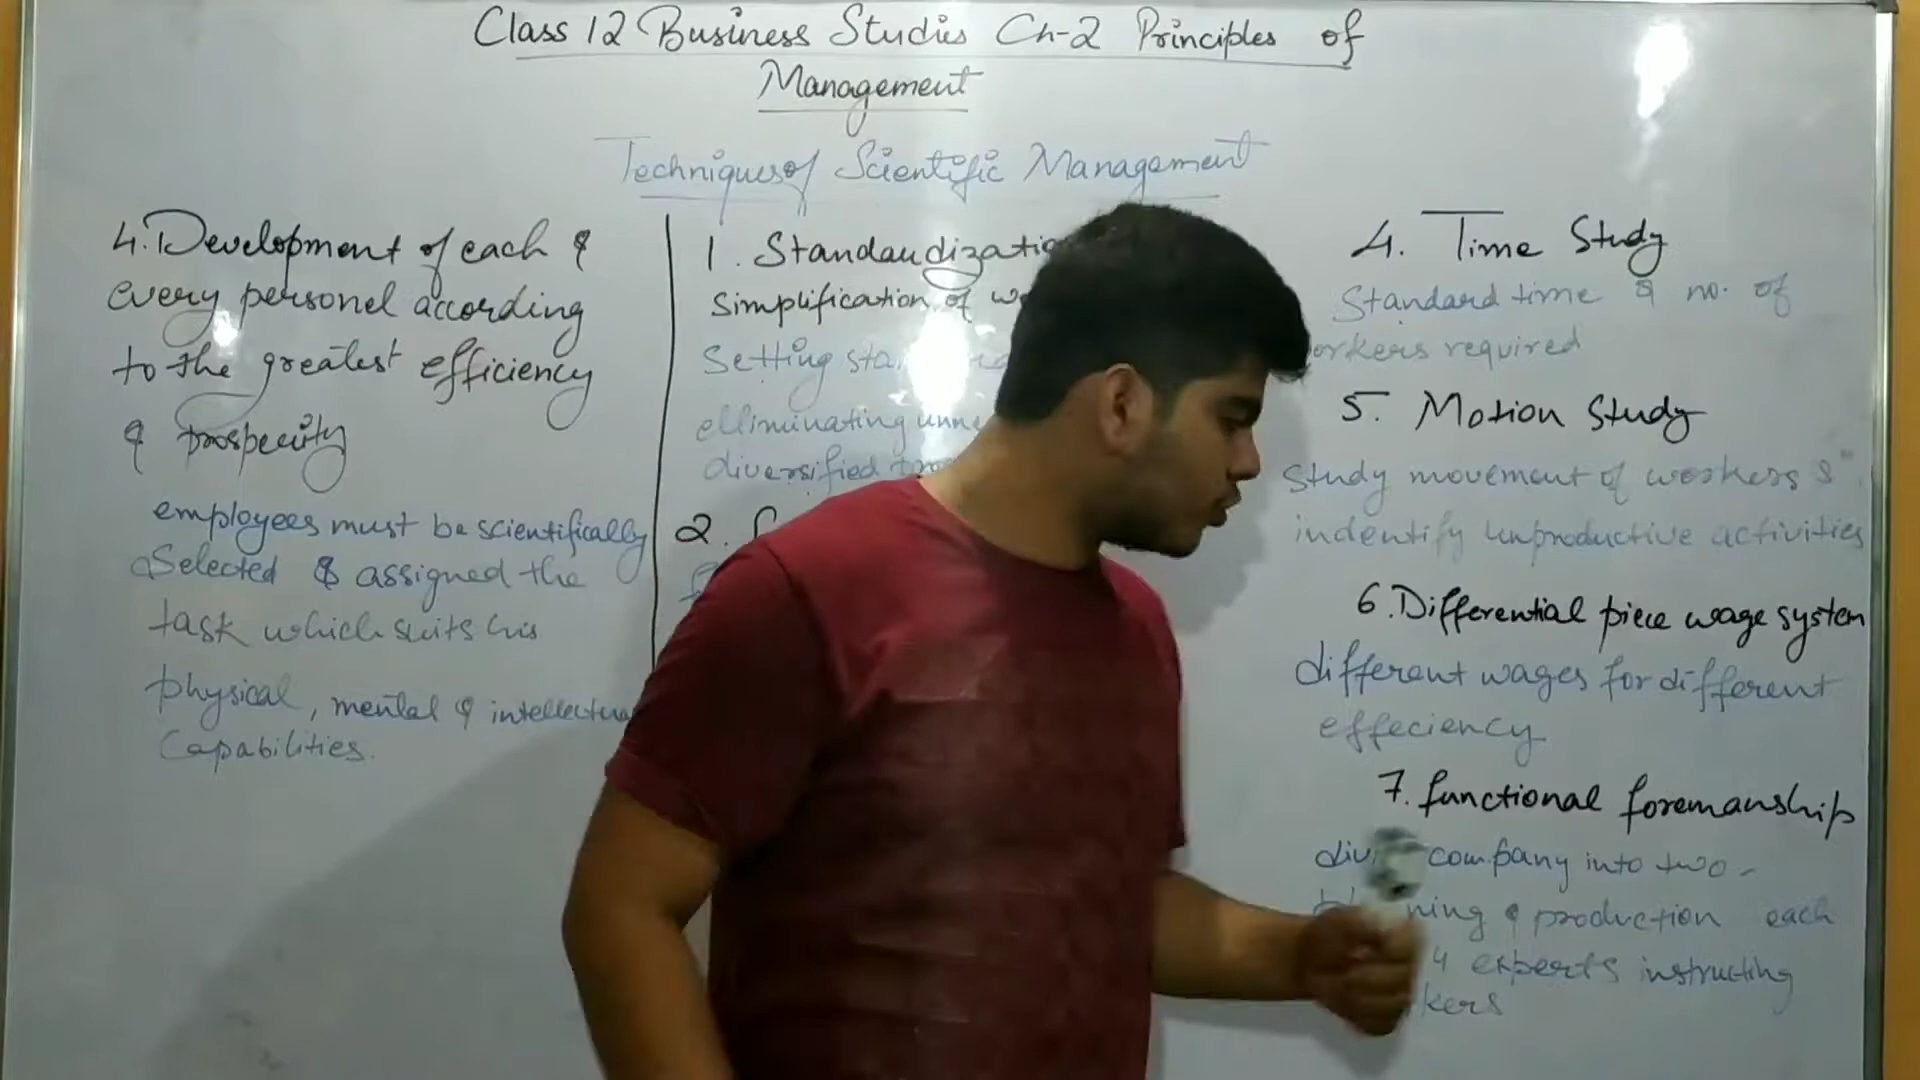 Class 12 Business Studies Ch-2 Principles of
Management
Techniques of Scientific Management
4. Development of each &
every personel according
to the greatest efficiency
& prosperity
employees must be scientifically
Selected & assigned the
task which suits his
physical, mental & intellectual
Capabilities.
1. Standardization
Simplification of
Setting
elliminating
diversified
2.
4. Time Study
Standard time & no. of
workers required
5. Motion Study
Study movement of workers &
indentify unproductive activities
6. Differential piece wage system
different wages for different
effeciency
7. functional foremanship
company into two -
& production each
4 experts instructing